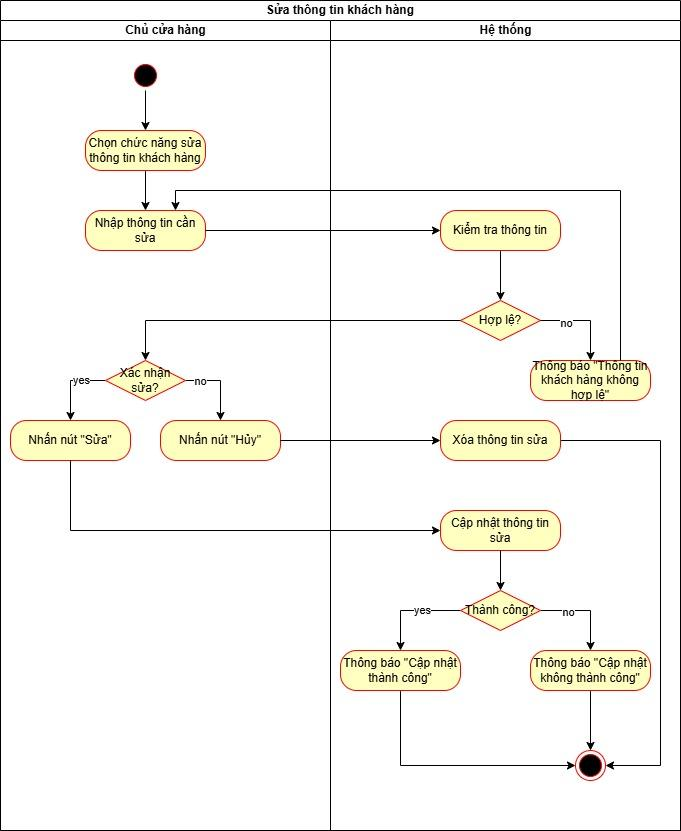 Sửa thông tin khách hàng
Chủ cửa hàng
Hệ thống
Chọn chức năng sửa
thông tin khách hàng
Nhập thông tin cần
sửa
Kiểm tra thông tin
Hợp lệ?
no
Thông báo "Thông tin
khách hàng không
hợp lệ"
Xác nhận
sửa?
yes
no
Nhấn nút "Sửa"
Nhấn nút "Hủy"
Xóa thông tin sửa
Cập nhật thông tin
sửa
Thành công?
yes
no
Thông báo "Cập nhật
thành công"
Thông báo "Cập nhật
không thành công"